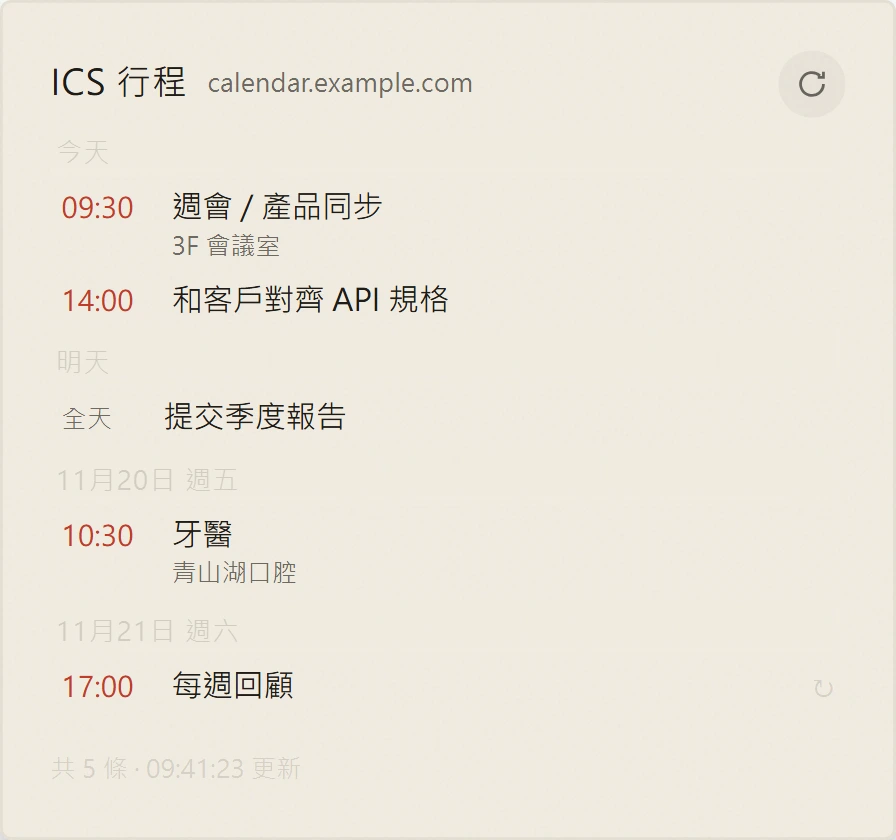 ICS 行程 calendar.example.com
今天
09:30 週會 / 產品同步
3F 會議室
14:00 和客戶對齊 API 規格
明天
全天 提交季度報告
11月20日 週五
10:30 牙醫
青山湖口腔
11月21日 週六
17:00 每週回顧
共 5 條 · 09:41:23 更新